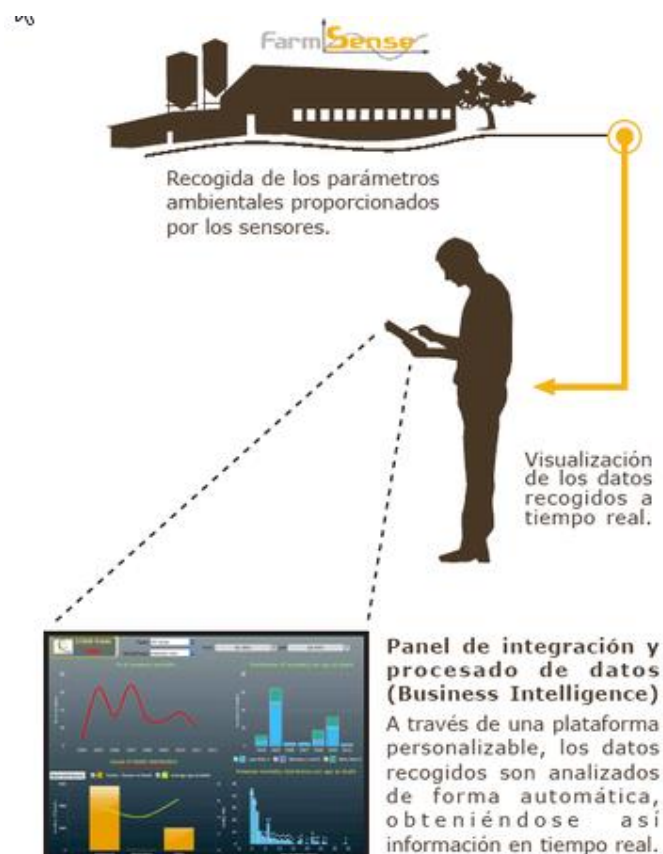 FarmSense
Recogida de los parámetros
ambientales proporcionados
por los sensores.
Visualización
de los datos
recogidos a
tiempo real.
Panel de integración y
procesado de datos
(Business Intelligence)
A través de una plataforma
personalizable, los datos
recogidos son analizados
de forma automática,
obteniéndose así
información en tiempo real.